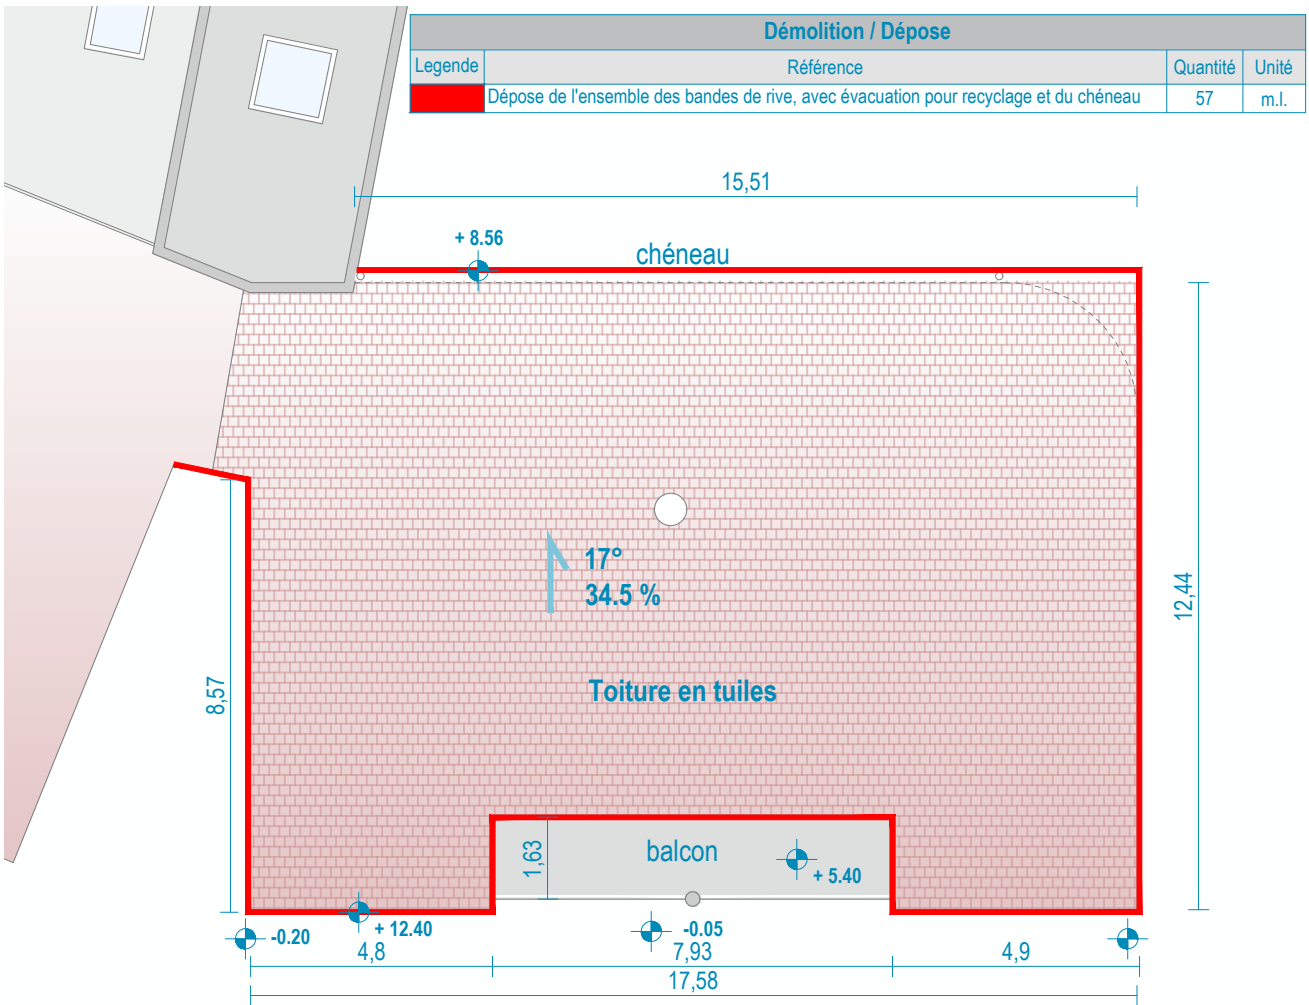 Démolition / Dépose
Legende Référence Quantité Unité
Dépose de l'ensemble des bandes de rive, avec évacuation pour recyclage et du chéneau 57 m.l.
15,51
+ 8.56
chéneau
17°
34.5 %
12,44
8,57
Toiture en tuiles
1,63
balcon
+ 5.40
+ 12.40
-0.20
-0.05
4,8
7,93
4,9
17,58